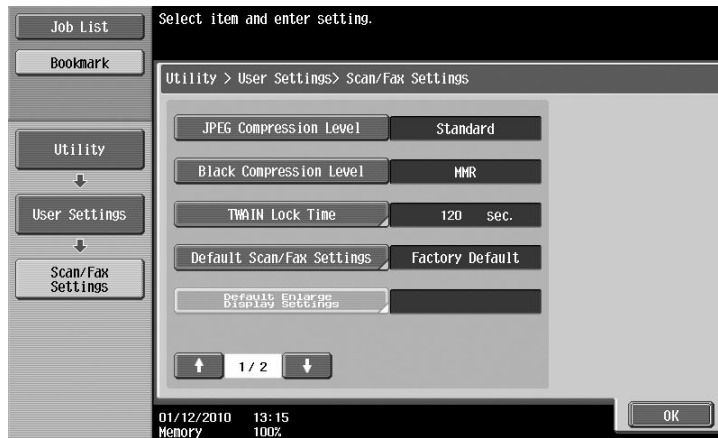 Job List
Select item and enter setting.
Bookmark
Utility > User Settings> Scan/Fax Settings
JPEG Compression Level
Standard
Utility
Black Compression Level
MMR
User Settings
TWAIN Lock Time
120 sec.
Scan/Fax
Settings
Default Scan/Fax Settings
Factory Default
Default Enlarge
Display Settings
1/ 2
01/12/2010 13:15
Memory 100%
OK